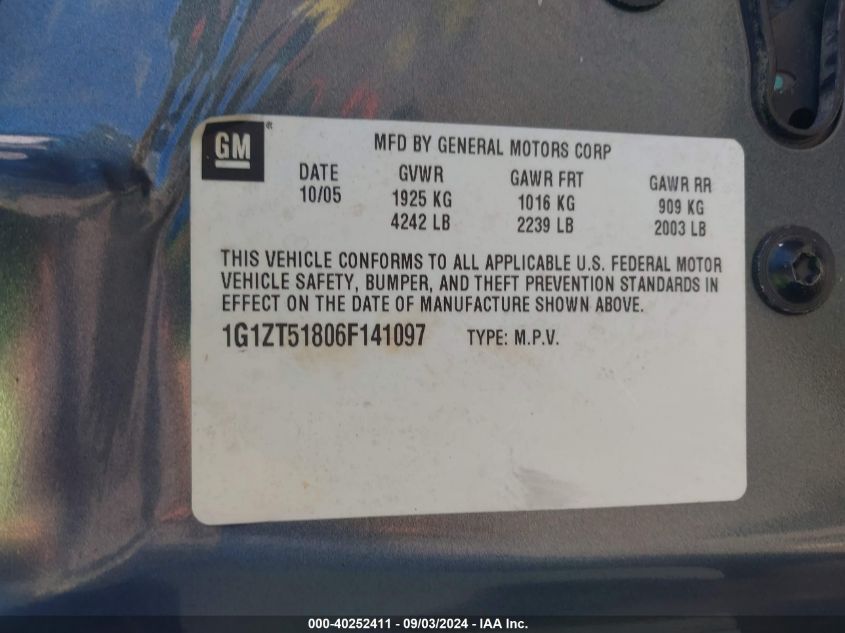 GM ®
MFD BY GENERAL MOTORS CORP
DATE GVWR GAWR FRT GAWR RR
10/05 1925 KG 1016 KG 909 KG
4242 LB 2239 LB 2003 LB
THIS VEHICLE CONFORMS TO ALL APPLICABLE U.S. FEDERAL MOTOR
VEHICLE SAFETY, BUMPER, AND THEFT PREVENTION STANDARDS IN
EFFECT ON THE DATE OF MANUFACTURE SHOWN ABOVE.
1G1ZT51806F141097 TYPE: M.P.V.
000-40252411 - 09/03/2024 - IAA Inc.